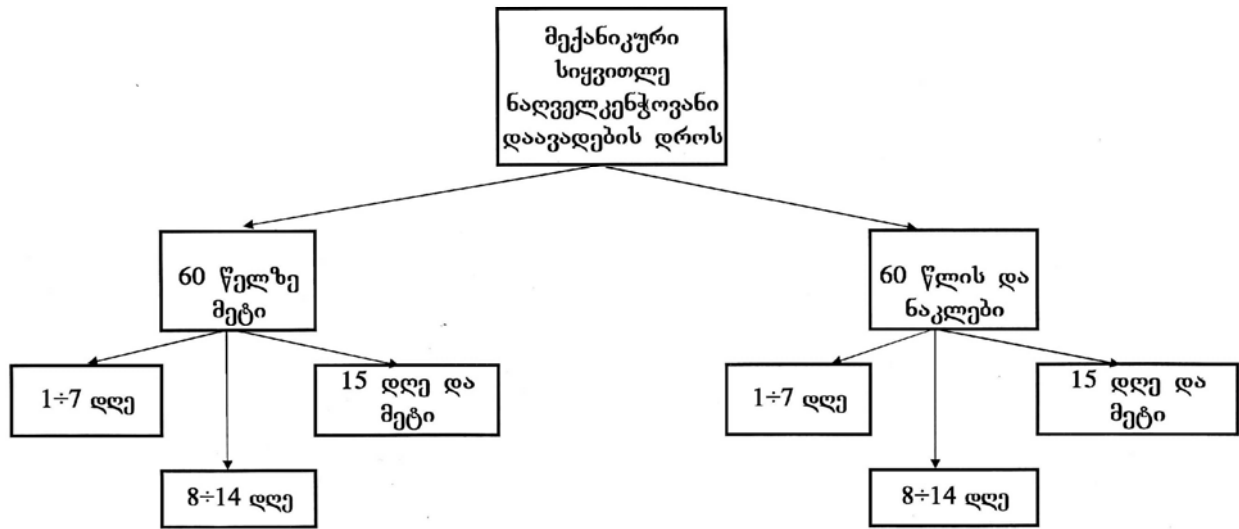 მექანიკური
სიყვითლე
ნაღველკენჭოვანი
დაავადების დროს
60 წელზე
მეტი
60 წლის და
ნაკლები
1÷7 დღე
15 დღე და
მეტი
1÷7 დღე
15 დღე და
მეტი
8÷14 დღე
8÷14 დღე